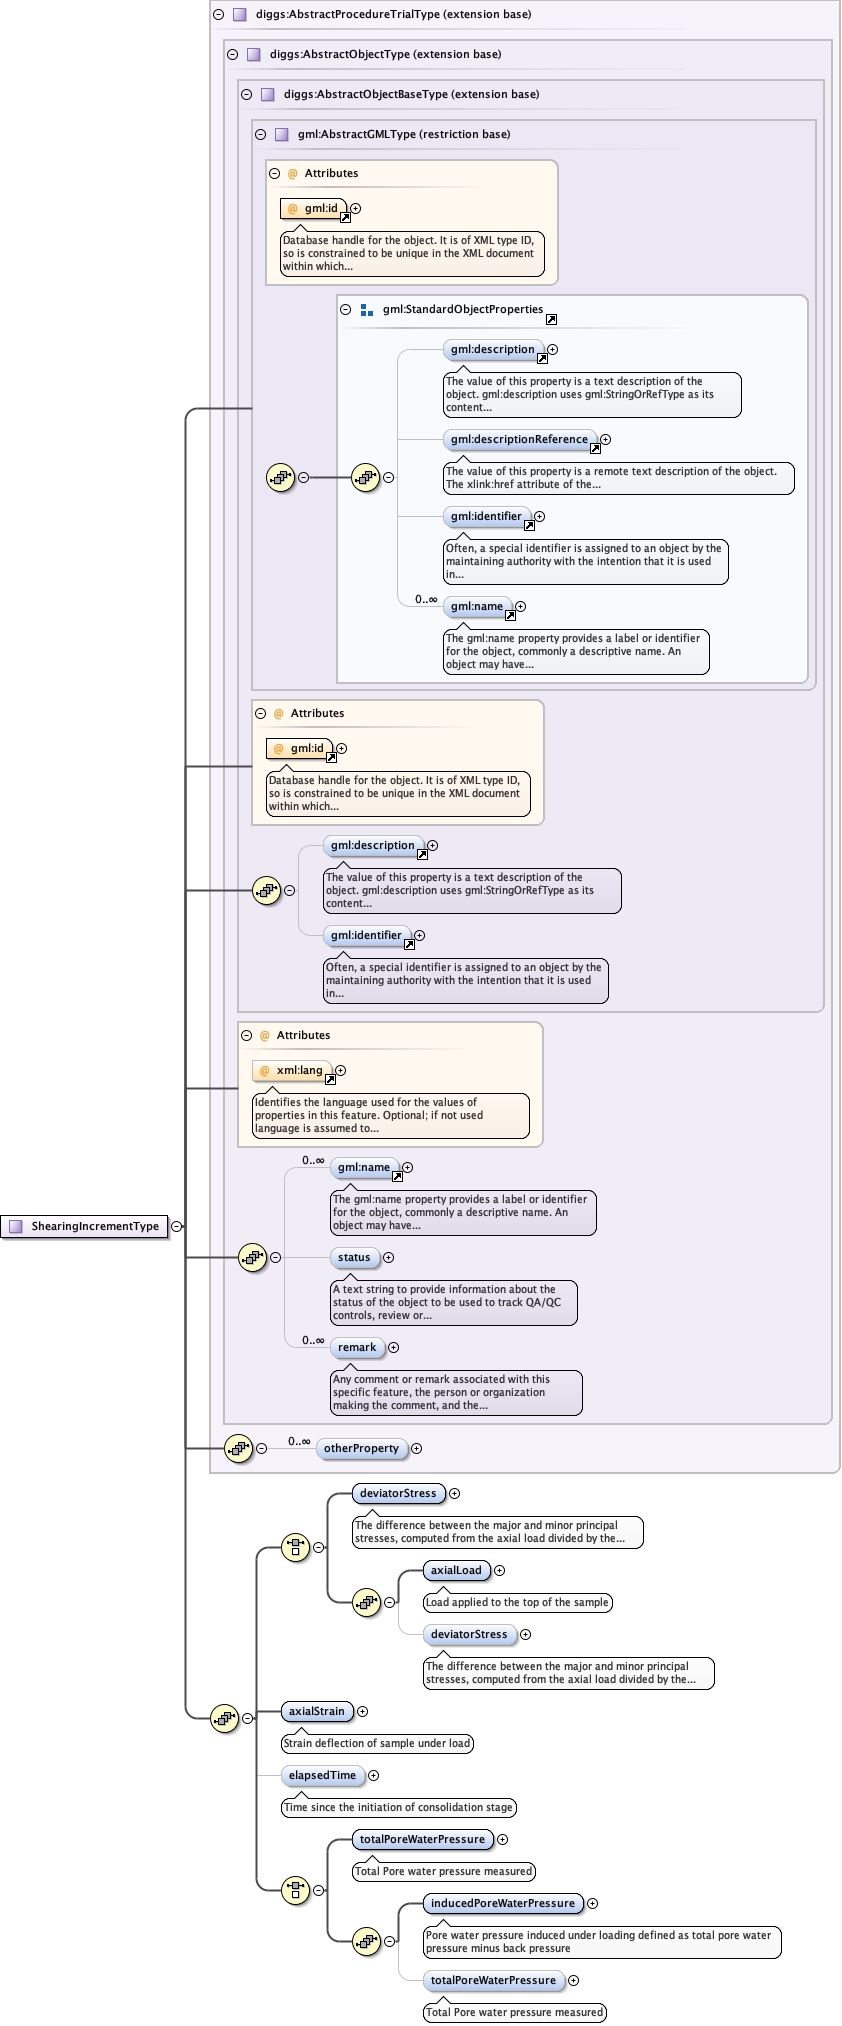 diggs:AbstractProcedureTrialType (extension base)
diggs:AbstractObjectType (extension base)
diggs:AbstractObjectBaseType (extension base)
gml:AbstractGMLType (restriction base)
@ Attributes
@ gml:id
Database handle for the object. It is of XML type ID,
so is constrained to be unique in the XML document
within which...
gml:StandardObjectProperties
gml:description
The value of this property is a text description of the
object. gml:description uses gml:StringOrRefType as its
content...
gml:descriptionReference
The value of this property is a remote text description of the object.
The xlink:href attribute of the...
gml:identifier
Often, a special identifier is assigned to an object by the
maintaining authority with the intention that it is used
in...
0..∞
gml:name
The gml:name property provides a label or identifier
for the object, commonly a descriptive name. An
object may have...
@ Attributes
@ gml:id
Database handle for the object. It is of XML type ID,
so is constrained to be unique in the XML document
within which...
gml:description
The value of this property is a text description of the
object. gml:description uses gml:StringOrRefType as its
content...
gml:identifier
Often, a special identifier is assigned to an object by the
maintaining authority with the intention that it is used
in...
@ Attributes
@ xml:lang
Identifies the language used for the values of
properties in this feature. Optional; if not used
language is assumed to...
0..∞
gml:name
The gml:name property provides a label or identifier
for the object, commonly a descriptive name. An
object may have...
ShearingIncrementType
status
A text string to provide information about the
status of the object to be used to track QA/QC
controls, review or...
0..∞
remark
Any comment or remark associated with this
specific feature, the person or organization
making the comment, and the...
0..∞
otherProperty
deviatorStress
The difference between the major and minor principal
stresses, computed from the axial load divided by the...
axialLoad
Load applied to the top of the sample
deviatorStress
The difference between the major and minor principal
stresses, computed from the axial load divided by the...
axialStrain
Strain deflection of sample under load
elapsedTime
Time since the initiation of consolidation stage
totalPoreWaterPressure
Total Pore water pressure measured
inducedPoreWaterPressure
Pore water pressure induced under loading defined as total pore water
pressure minus back pressure
totalPoreWaterPressure
Total Pore water pressure measured